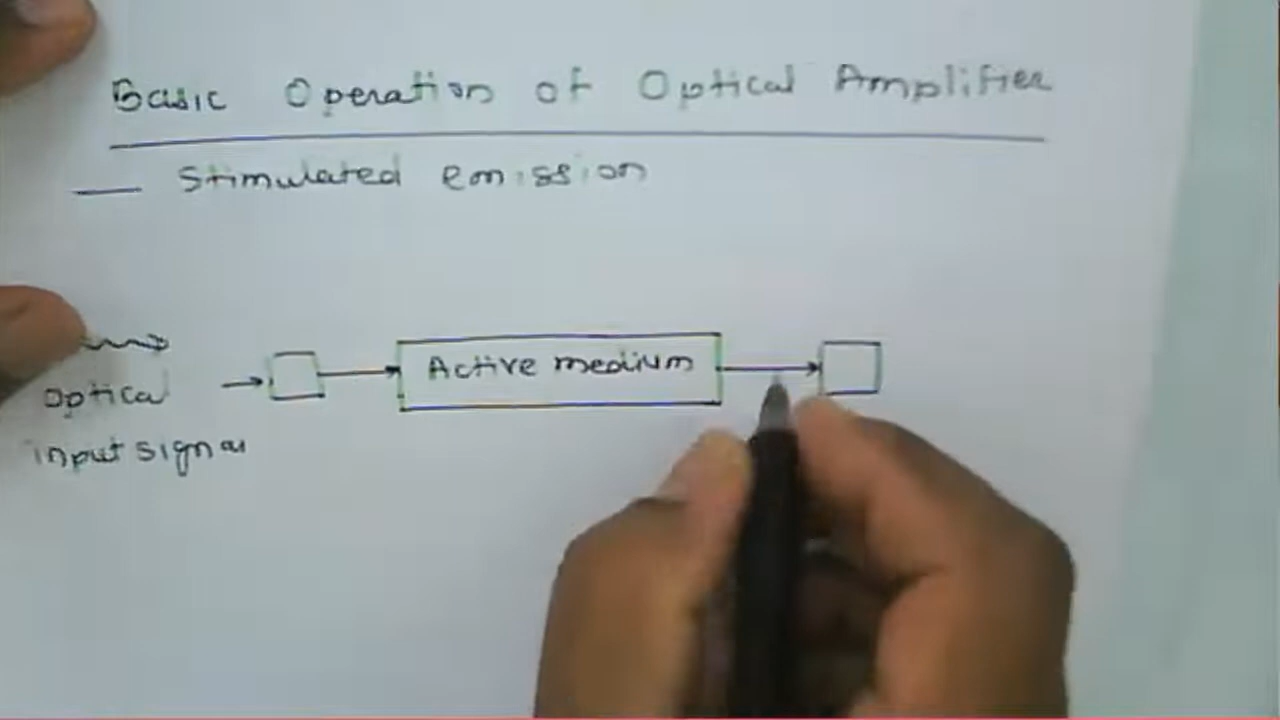 Basic Operation of Optical Amplifier
Stimulated emission
Active medium
Optical
input signal